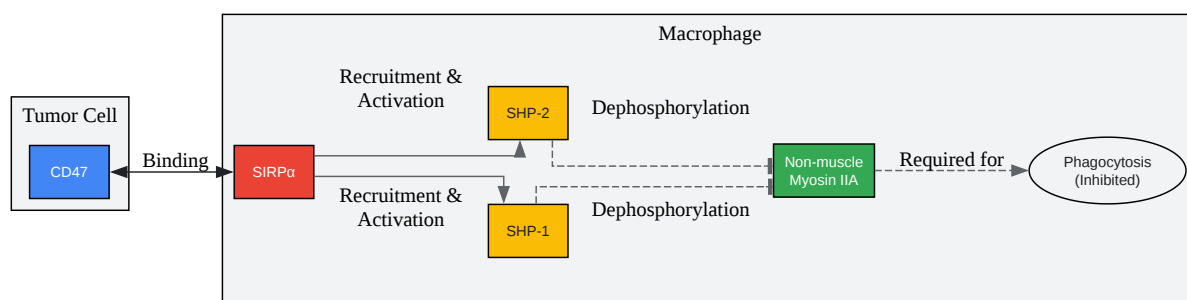 Macrophage
Tumor Cell
CD47
Binding
SIRPα
Recruitment &
Activation
SHP-2
Dephosphorylation
Recruitment &
Activation
SHP-1
Dephosphorylation
Non-muscle
Myosin IIA
Required for
Phagocytosis
(Inhibited)